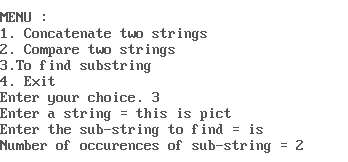 MENU :
1. Concatenate two strings
2. Compare two strings
3.To find substring
4. Exit
Enter your choice. 3
Enter a string = this is pict
Enter the sub-string to find = is
Number of occurences of sub-string = 2